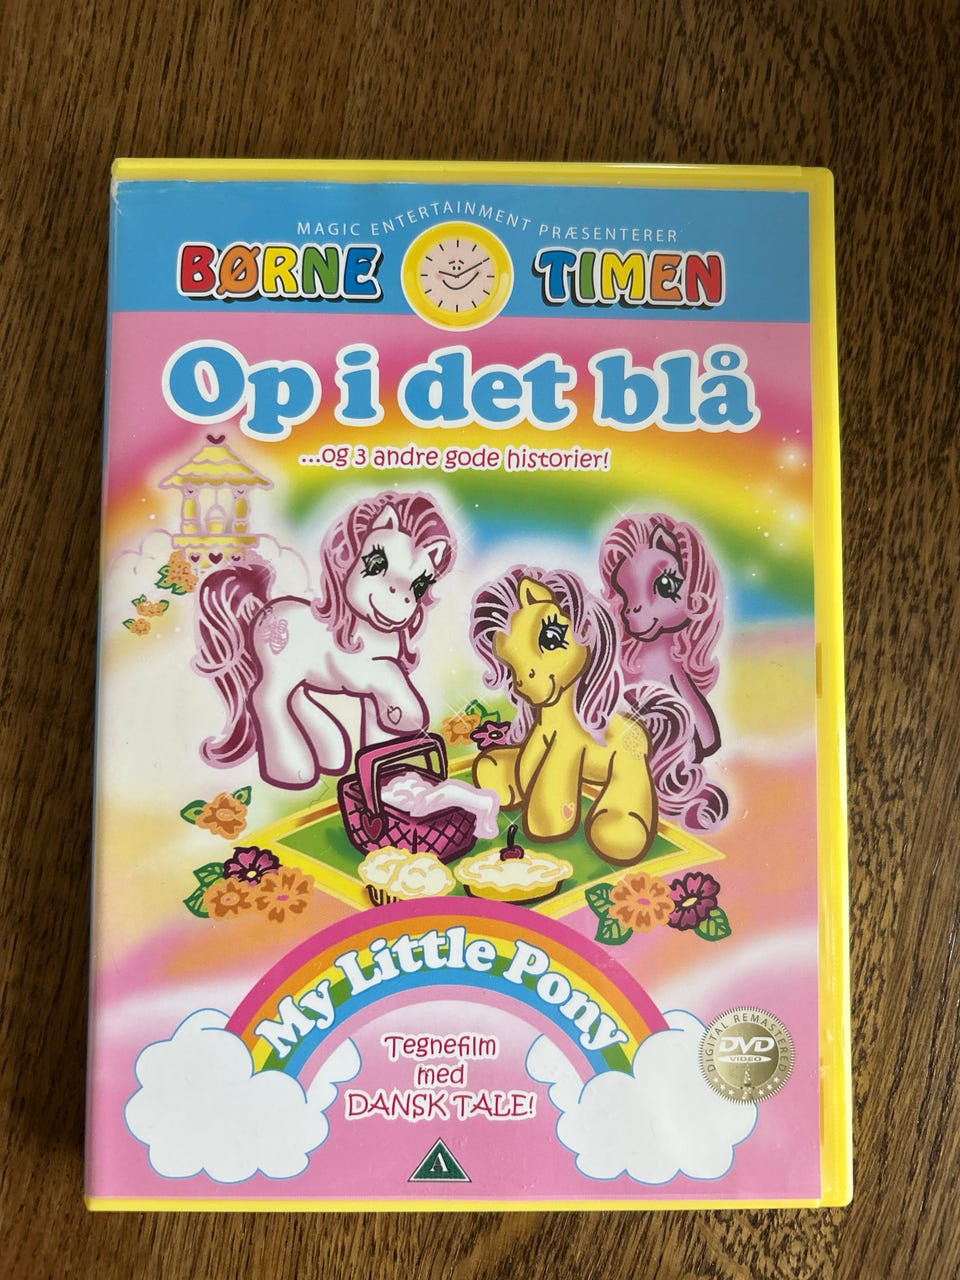 MAGIC ENTERTAINMENT PRÆSENTERER
BØRNE TIMEN
Op i det blå
...og 3 andre gode historier!
My Little Pony
Tegnefilm
med
DANSK TALE!
DIGITAL REMASTERED
DVD
VIDEO
A